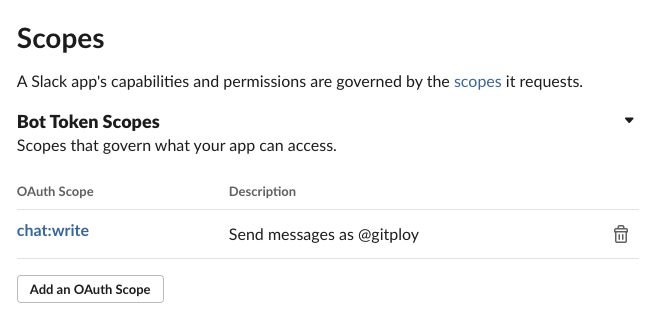 Scopes
A Slack app's capabilities and permissions are governed by the scopes it requests.
Bot Token Scopes
Scopes that govern what your app can access.
OAuth Scope Description
chat:write Send messages as @gitploy
Add an OAuth Scope